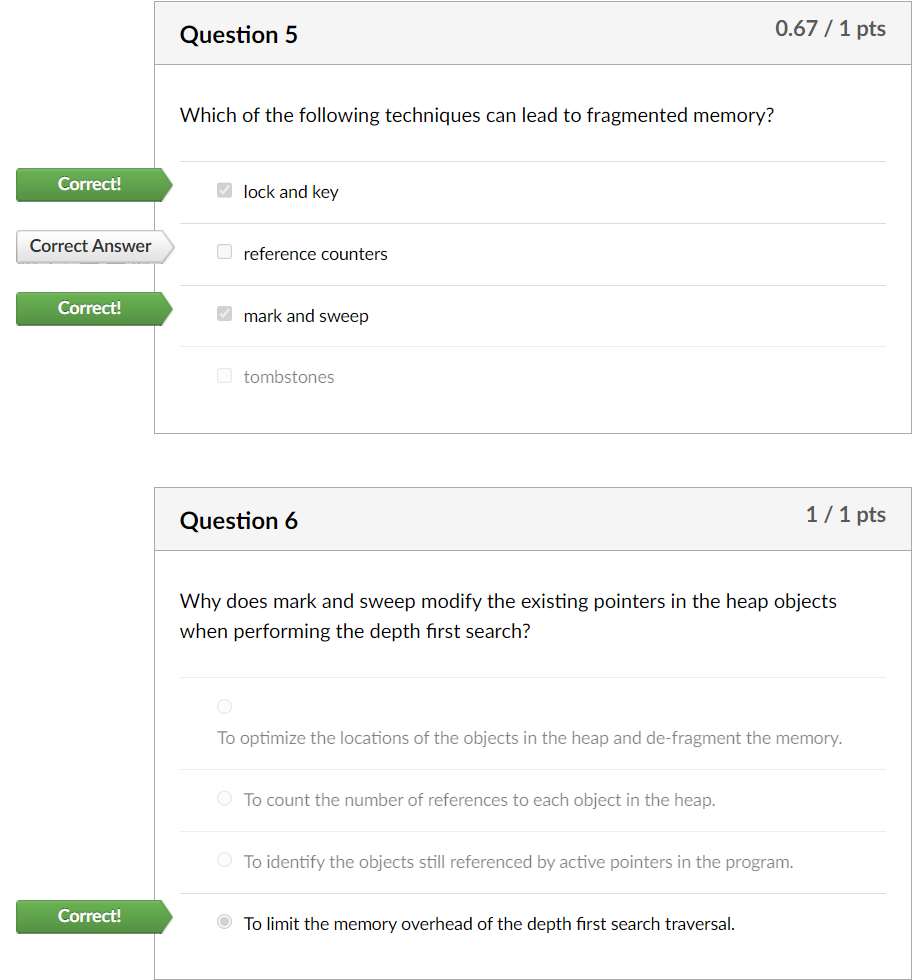 Question 5
0.67 / 1 pts
Which of the following techniques can lead to fragmented memory?
Correct!
lock and key
Correct Answer
reference counters
Correct!
mark and sweep
tombstones
Question 6
1 / 1 pts
Why does mark and sweep modify the existing pointers in the heap objects
when performing the depth first search?
To optimize the locations of the objects in the heap and de-fragment the memory.
To count the number of references to each object in the heap.
To identify the objects still referenced by active pointers in the program.
Correct!
To limit the memory overhead of the depth first search traversal.